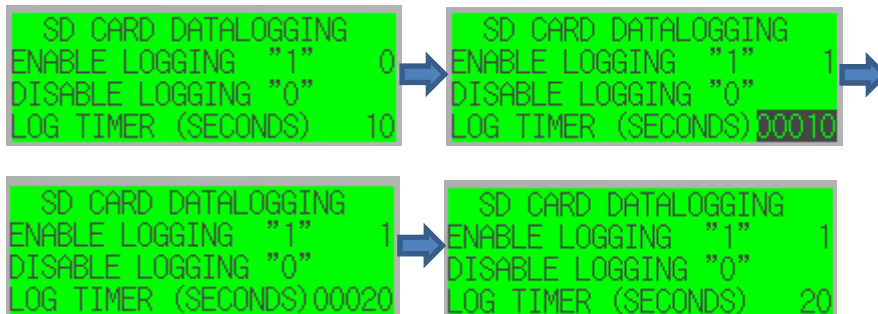 SD CARD DATALOGGING
ENABLE LOGGING "1" 0
DISABLE LOGGING "0"
LOG TIMER (SECONDS) 10
SD CARD DATALOGGING
ENABLE LOGGING "1" 1
DISABLE LOGGING "0"
LOG TIMER (SECONDS) 00010
SD CARD DATALOGGING
ENABLE LOGGING "1" 1
DISABLE LOGGING "0"
LOG TIMER (SECONDS) 00020
SD CARD DATALOGGING
ENABLE LOGGING "1" 1
DISABLE LOGGING "0"
LOG TIMER (SECONDS) 20